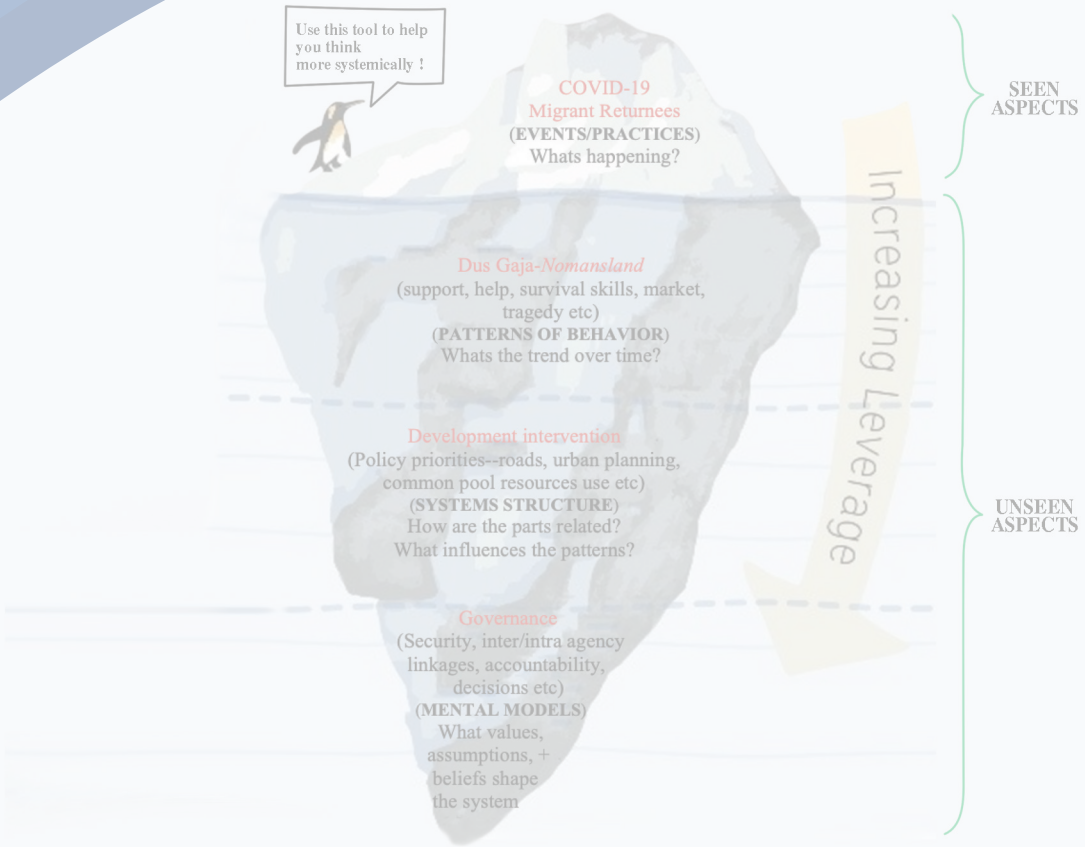 Use this tool to help
you think
more systemically !
COVID-19
Migrant Returnees
(EVENTS/PRACTICES)
Whats happening?
SEEN
ASPECTS
Increasing Leverage
Dus Gaja-Nomansland
(support, help, survival skills, market,
tragedy etc)
(PATTERNS OF BEHAVIOR)
Whats the trend over time?
Development intervention
(Policy priorities--roads, urban planning,
common pool resources use etc)
(SYSTEMS STRUCTURE)
How are the parts related?
What influences the patterns?
UNSEEN
ASPECTS
Governance
(Security, inter/intra agency
linkages, accountability,
decisions etc)
(MENTAL MODELS)
What values,
assumptions, +
beliefs shape
the system